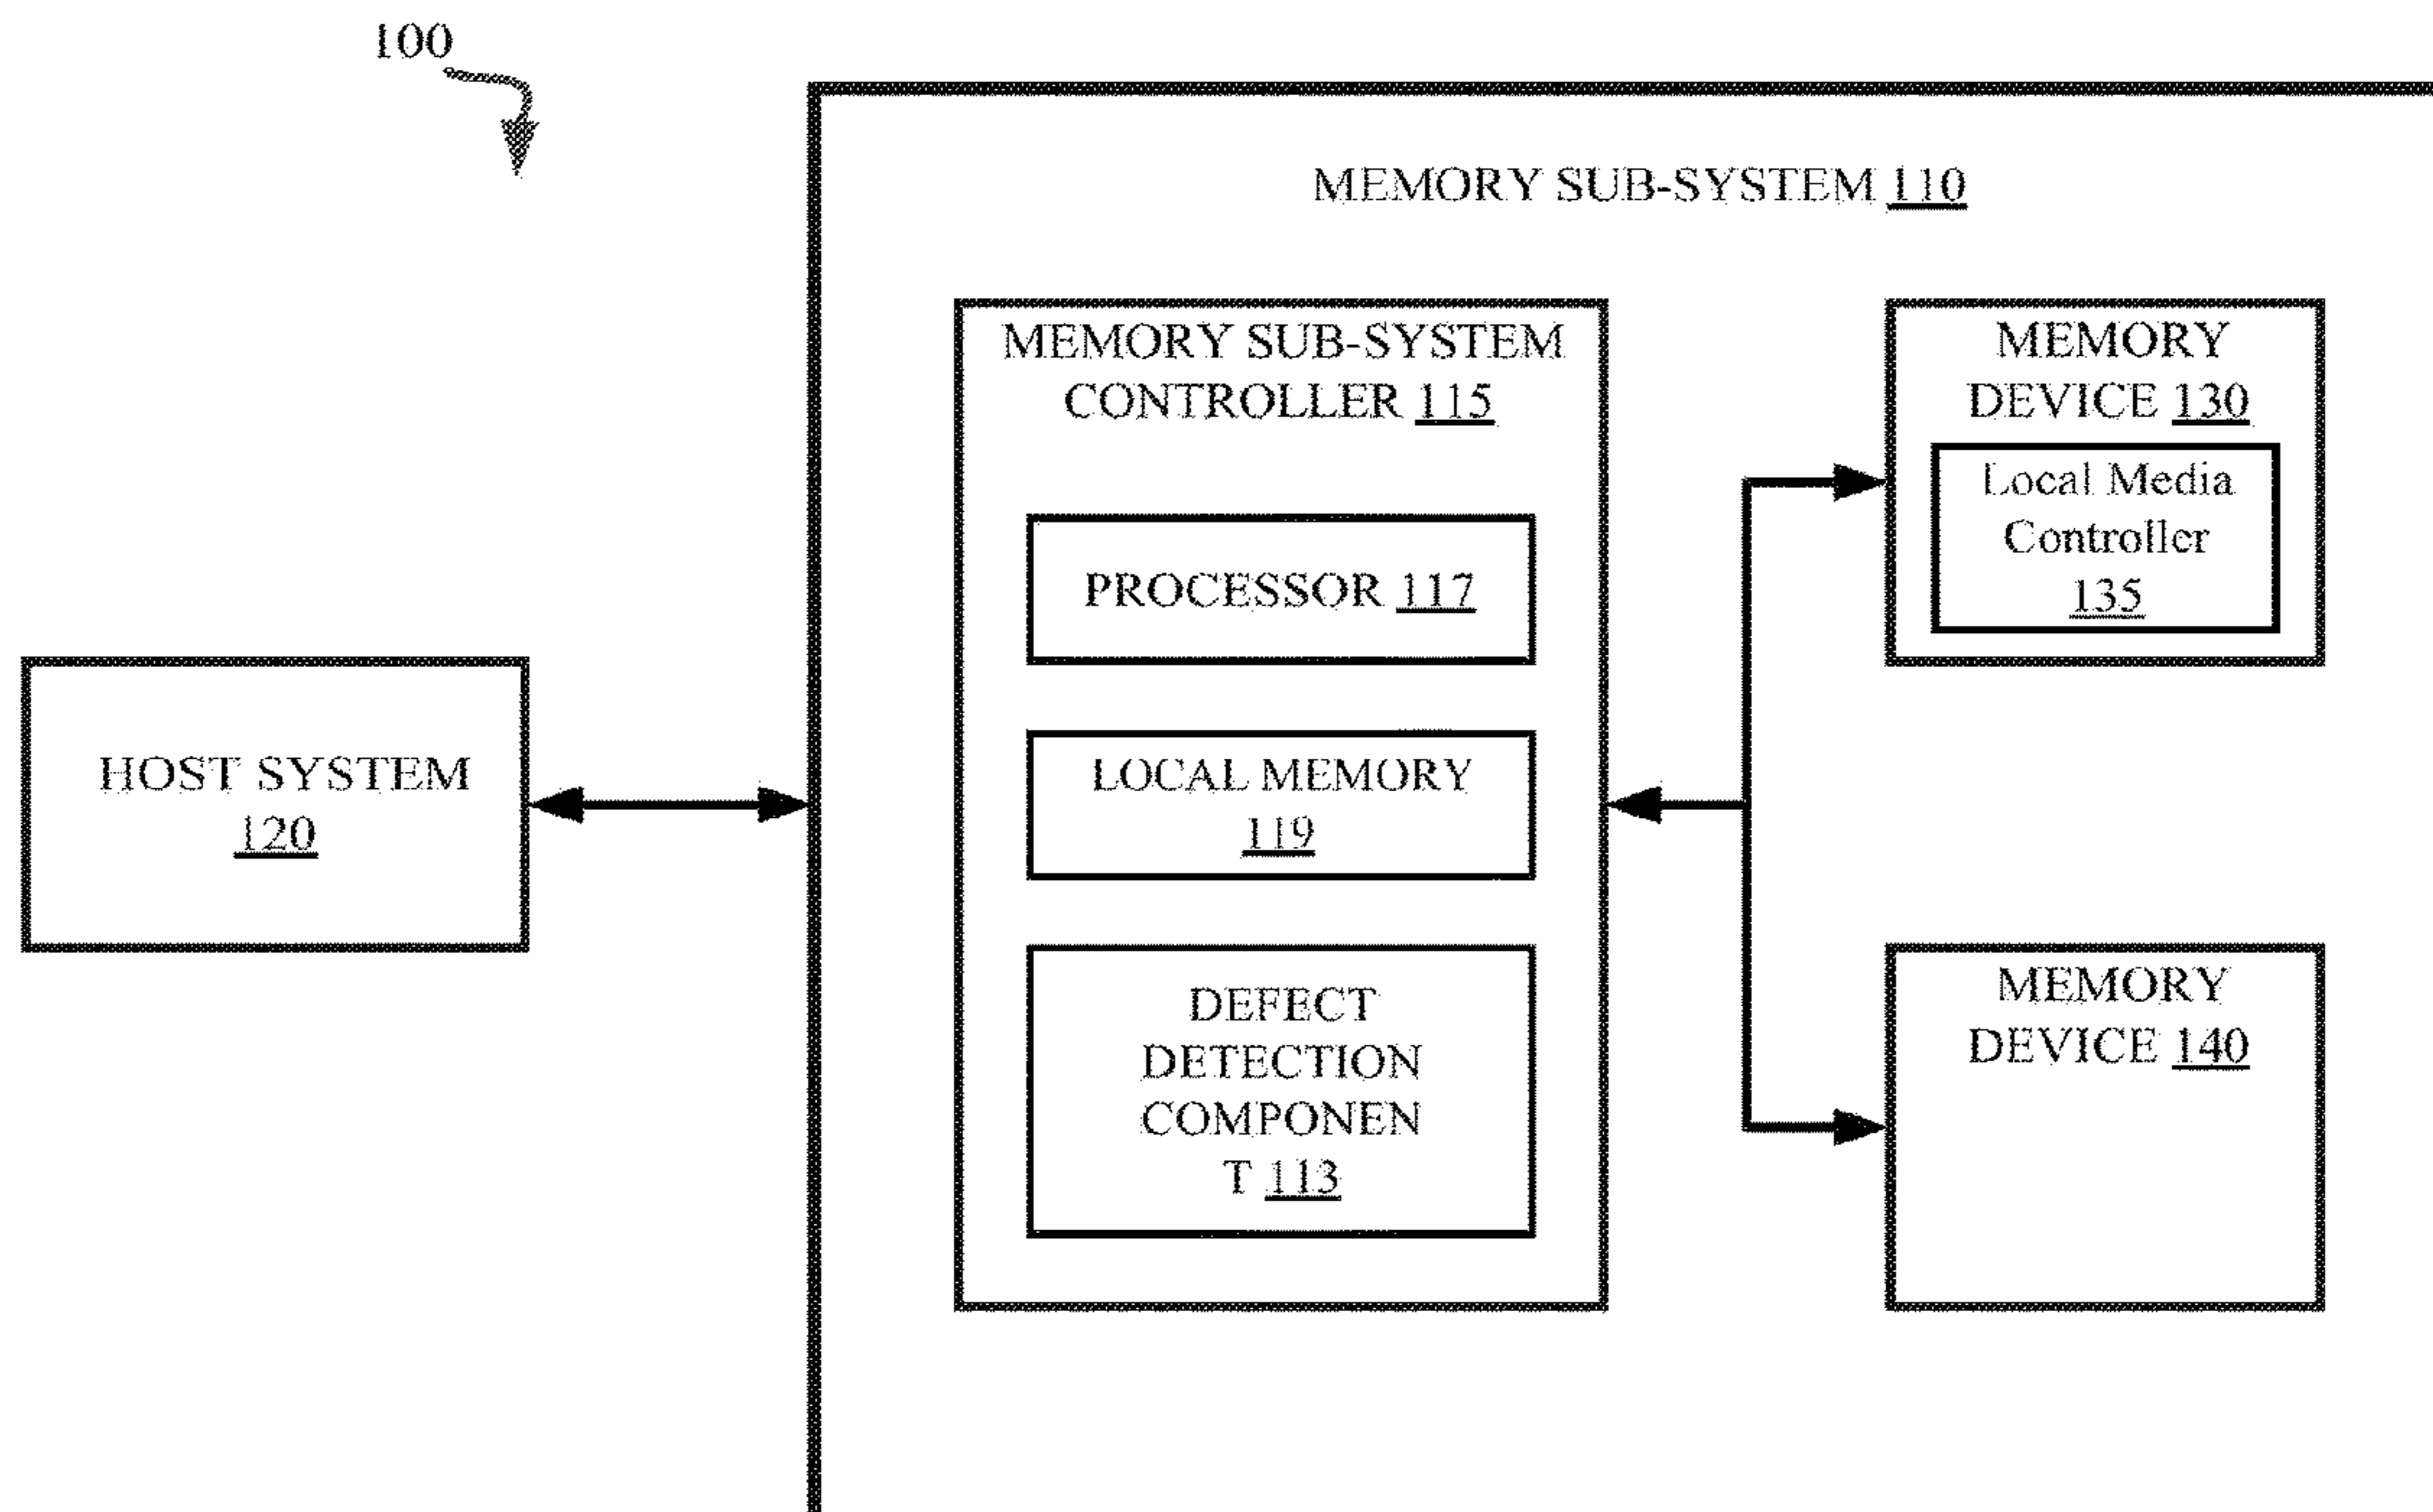 100
MEMORY SUB-SYSTEM 110
MEMORY SUB-SYSTEM
CONTROLLER 115
PROCESSOR 117
LOCAL MEMORY
119
DEFECT
DETECTION
COMPONEN
T 113
MEMORY
DEVICE 130
Local Media
Controller
135
MEMORY
DEVICE 140
HOST SYSTEM
120